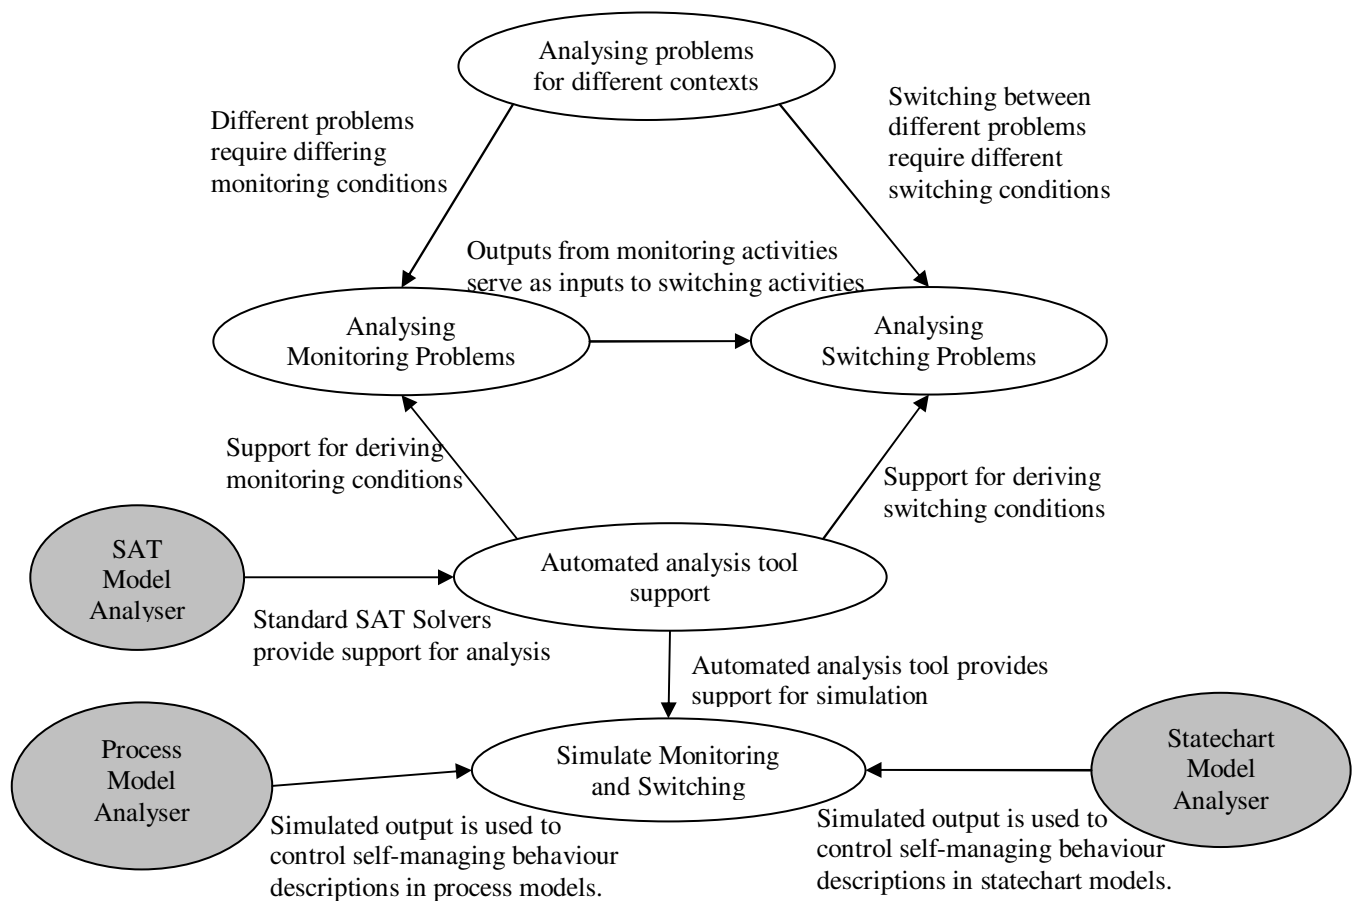 Analysing problems
for different contexts
Different problems
require differing
monitoring conditions
Switching between
different problems
require different
switching conditions
Outputs from monitoring activities
serve as inputs to switching activities
Analysing
Monitoring Problems
Analysing
Switching Problems
Support for deriving
monitoring conditions
Support for deriving
switching conditions
SAT
Model
Analyser
Automated analysis tool
support
Standard SAT Solvers
provide support for analysis
Automated analysis tool provides
support for simulation
Process
Model
Analyser
Simulate Monitoring
and Switching
Statechart
Model
Analyser
Simulated output is used to
control self-managing behaviour
descriptions in process models.
Simulated output is used to
control self-managing behaviour
descriptions in statechart models.